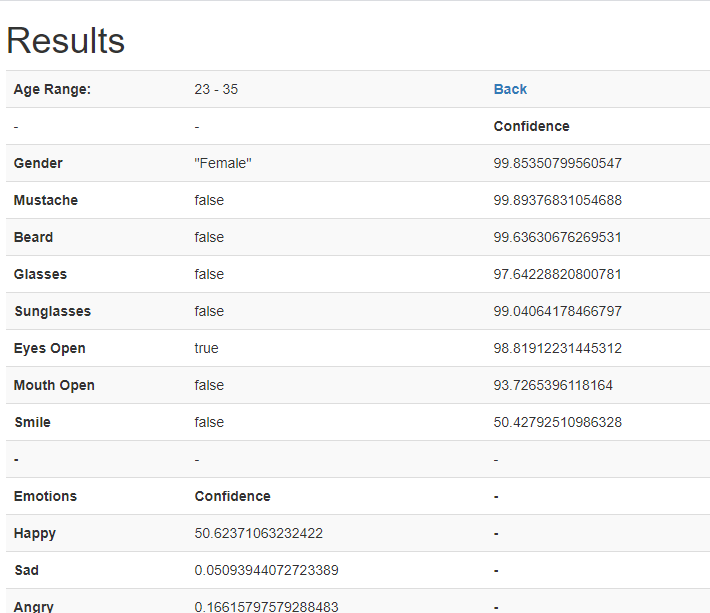 Results
Age Range: 23 - 35 Back
- - Confidence
Gender "Female" 99.85350799560547
Mustache false 99.89376831054688
Beard false 99.63630676269531
Glasses false 97.64228820800781
Sunglasses false 99.04064178466797
Eyes Open true 98.81912231445312
Mouth Open false 93.7265396118164
Smile false 50.42792510986328
- - -
Emotions Confidence -
Happy 50.62371063232422 -
Sad 0.05093944072723389 -
Angry 0.16615797579288483 -